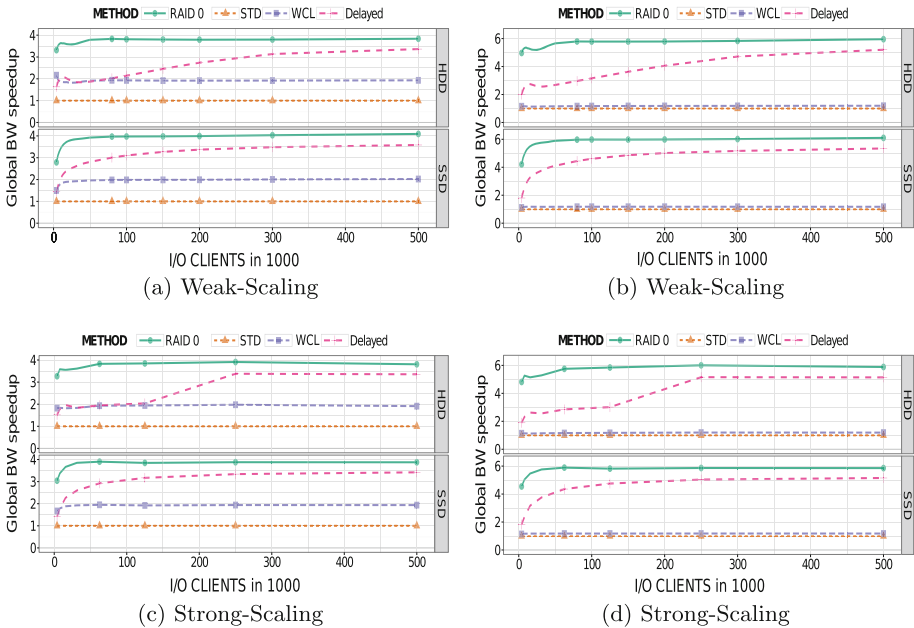 METHOD RAID 0 STD WCL Delayed
METHOD RAID 0 STD WCL Delayed
Global BW speedup
4
3
2
1
0
HDD
4
3
2
1
0
SSD
0 100 200 300 400 500
I/O CLIENTS in 1000
(a) Weak-Scaling
Global BW speedup
6
4
2
0
HDD
6
4
2
0
SSD
0 100 200 300 400 500
I/O CLIENTS in 1000
(b) Weak-Scaling
METHOD RAID 0 STD WCL Delayed
METHOD RAID 0 STD WCL Delayed
Global BW speedup
4
3
2
1
0
HDD
4
3
2
1
0
SSD
0 100 200 300 400 500
I/O CLIENTS in 1000
(c) Strong-Scaling
Global BW speedup
6
4
2
0
HDD
6
4
2
0
SSD
0 100 200 300 400 500
I/O CLIENTS in 1000
(d) Strong-Scaling